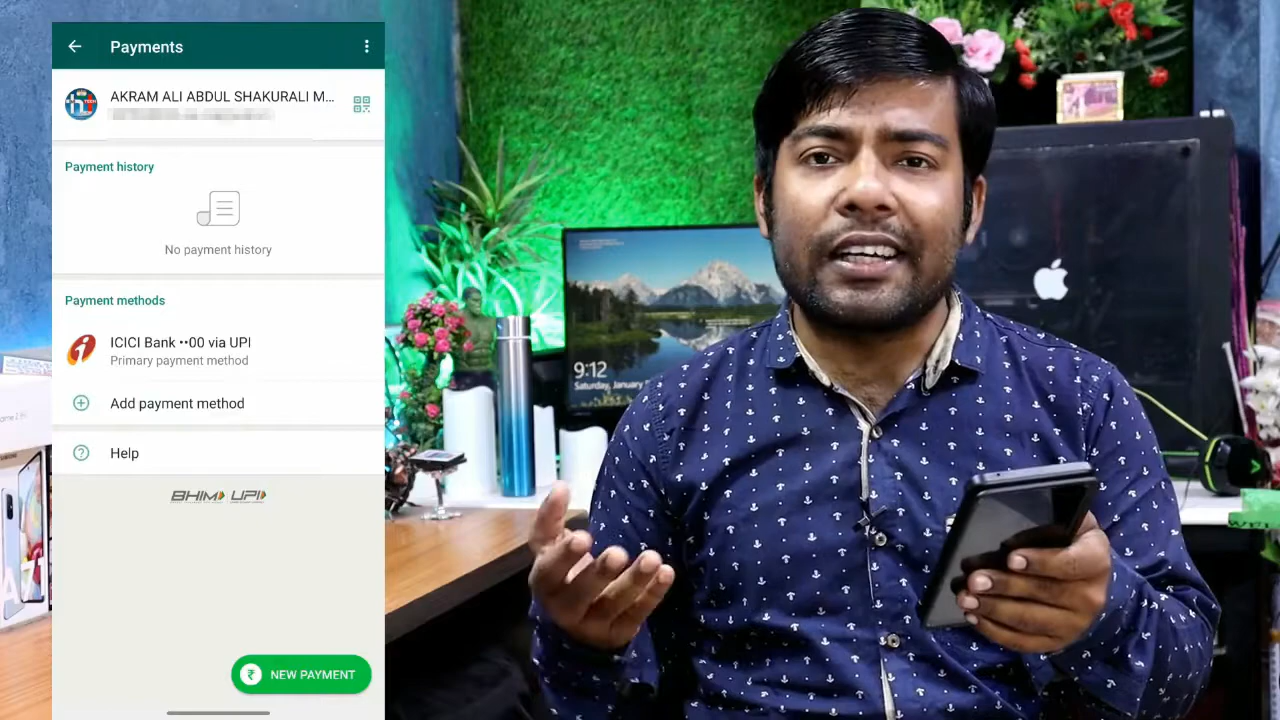 Payments
AKRAM ALI ABDUL SHAKURALI M...
Payment history
No payment history
Payment methods
ICICI Bank ••00 via UPI
Primary payment method
Add payment method
Help
BHIM UPI
NEW PAYMENT
TECH
9:12
Saturday, January